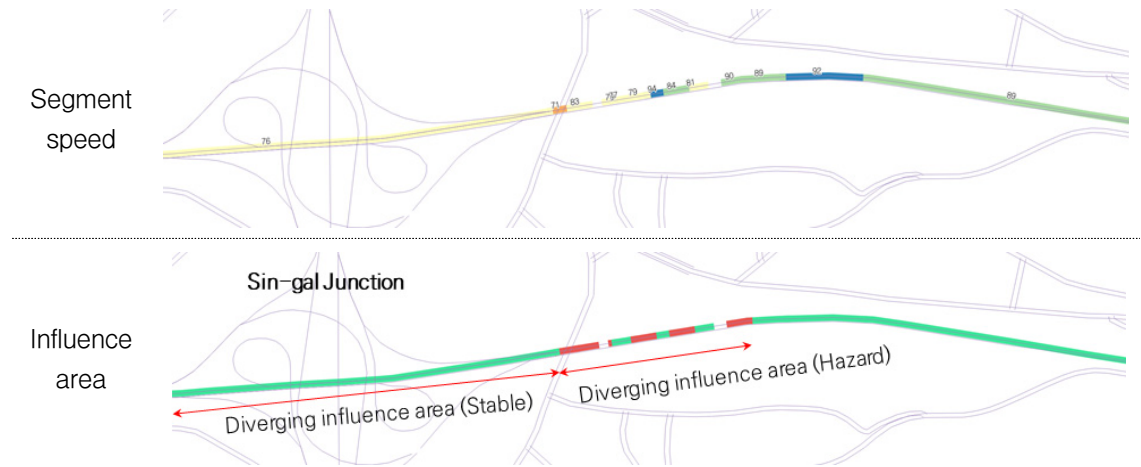 Segment
speed
76
71
83
79
79
94
84
81
90
89
92
89
Sin-gal Junction
Influence
area
Diverging influence area (Stable)
Diverging influence area (Hazard)